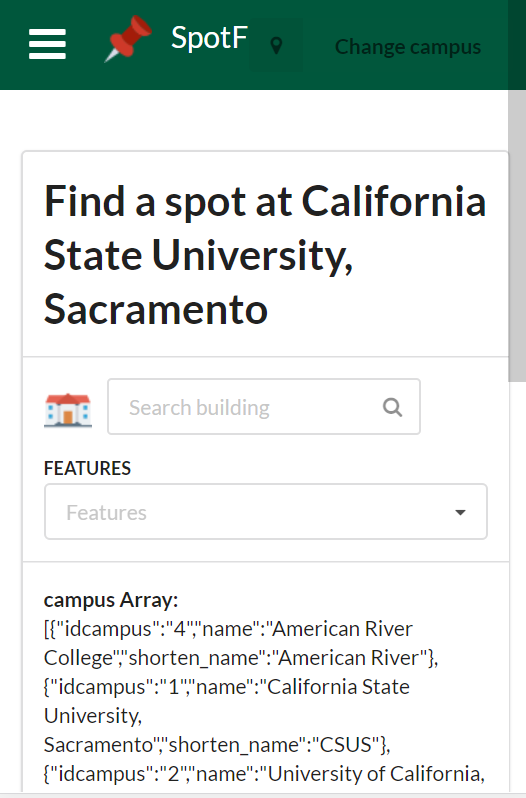 SpotF Change campus
Find a spot at California
State University,
Sacramento
Search building
FEATURES
Features
campus Array:
[{"idcampus":"4","name":"American River
College","shorten_name":"American River"},
{"idcampus":"1","name":"California State
University,
Sacramento","shorten_name":"CSUS"},
{"idcampus":"2","name":"University of California,